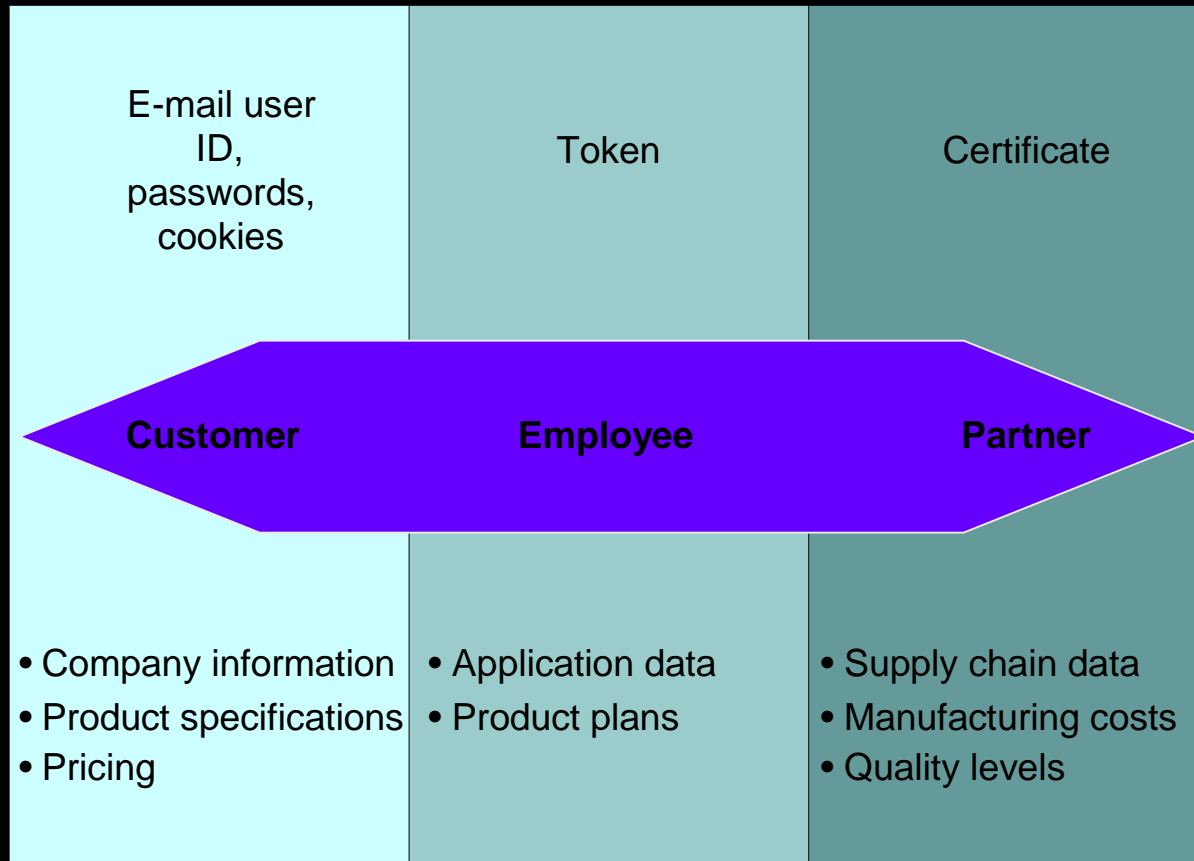 E-mail user
ID,
passwords,
cookies
Token
Certificate
Customer
Employee
Partner
• Company information
• Product specifications
• Pricing
• Application data
• Product plans
• Supply chain data
• Manufacturing costs
• Quality levels